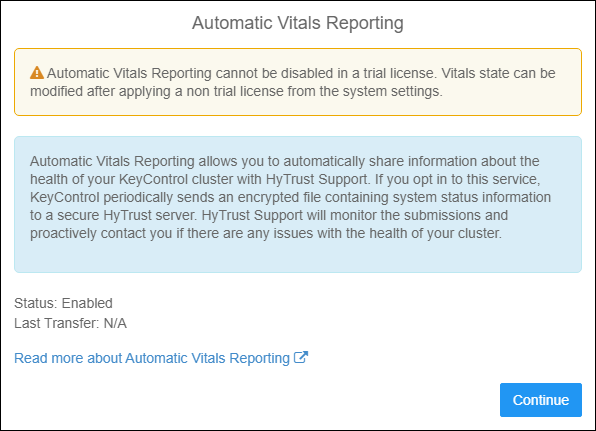 Automatic Vitals Reporting
Automatic Vitals Reporting cannot be disabled in a trial license. Vitals state can be
modified after applying a non trial license from the system settings.
Automatic Vitals Reporting allows you to automatically share information about the
health of your KeyControl cluster with HyTrust Support. If you opt in to this service,
KeyControl periodically sends an encrypted file containing system status information
to a secure HyTrust server. HyTrust Support will monitor the submissions and
proactively contact you if there are any issues with the health of your cluster.
Status: Enabled
Last Transfer: N/A
Read more about Automatic Vitals Reporting
Continue